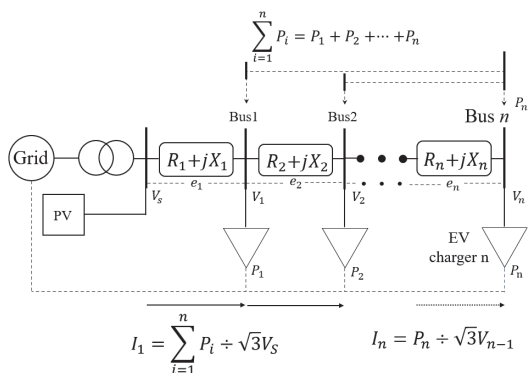 ∑_{i=1}^{n} P_i = P_1 + P_2 + ⋯ + P_n
P_n
Bus1
Bus2
Bus n
Grid
R_1+jX_1
R_2+jX_2
R_n+jX_n
e_1
e_2
e_n
V_s
V_1
V_2
V_n
PV
P_1
P_2
EV
charger n
P_n
I_1 = ∑_{i=1}^{n} P_i ÷ √3V_S
I_n = P_n ÷ √3V_{n−1}